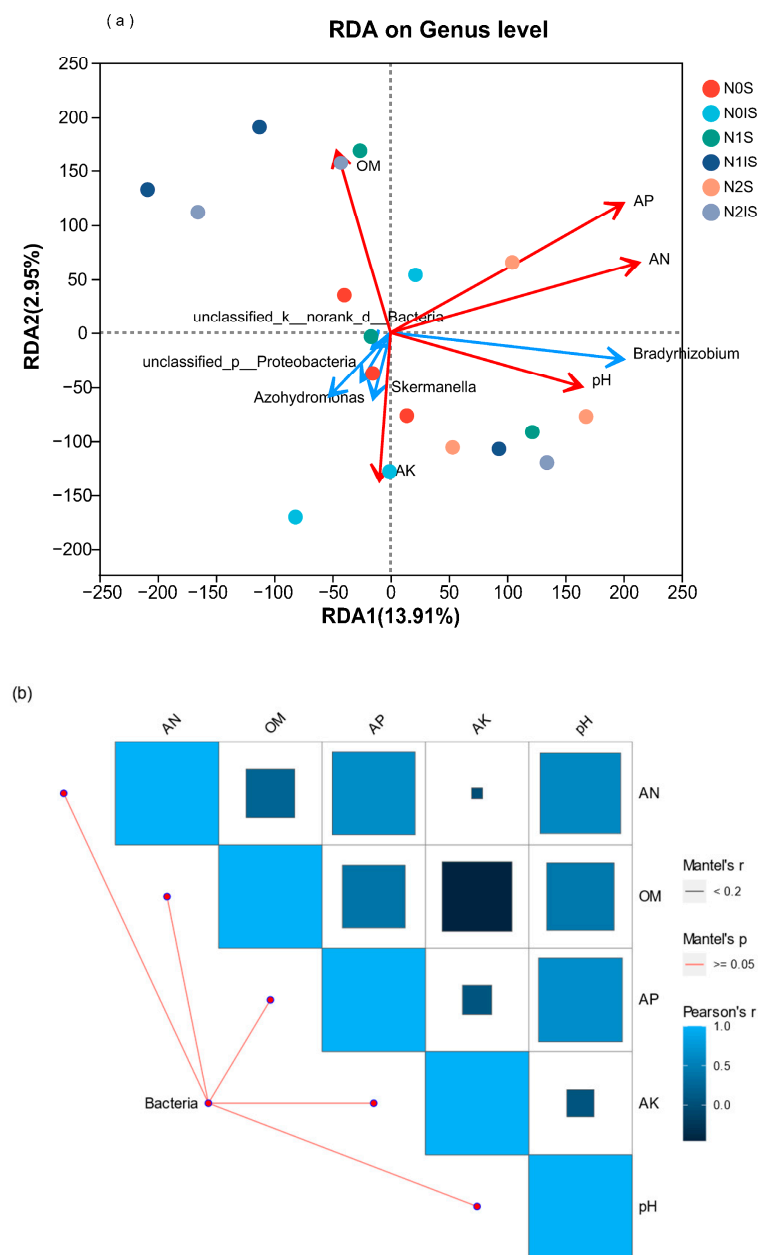 ( a )
RDA on Genus level
250
200
150
100
50
0
−50
−100
−150
−200
RDA2(2.95%)
−250
−200
−150
−100
−50
0
50
100
150
200
250
RDA1(13.91%)
OM
AP
AN
unclassified_k__norank_d__Bacteria
unclassified_p__Proteobacteria
Bradyrhizobium
pH
Azohydromonas
Skermanella
AK
N0S
N0IS
N1S
N1IS
N2S
N2IS
(b)
AN
OM
AP
AK
pH
AN
OM
AP
AK
pH
Bacteria
Mantel's r
< 0.2
Mantel's p
>= 0.05
Pearson's r
1.0
0.5
0.0